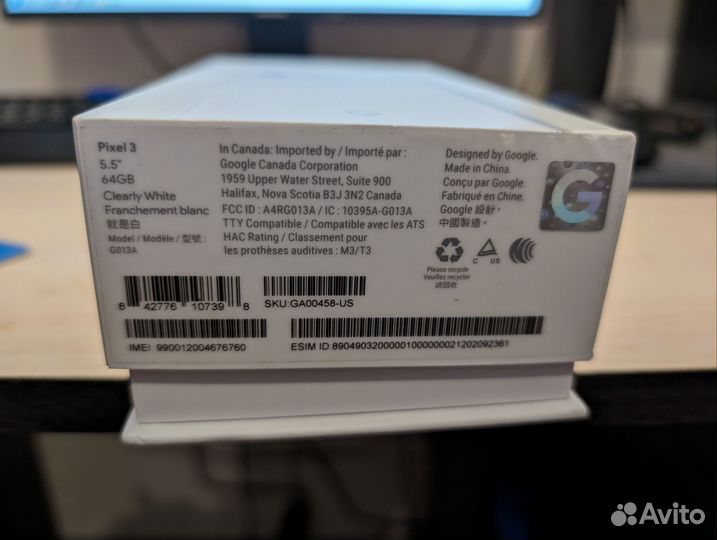 Pixel 3
5.5"
64GB
Clearly White
Franchement blanc
就是白
Model / Modèle / 型號:
G013A
In Canada: Imported by / Importé par :
Google Canada Corporation
1959 Upper Water Street, Suite 900
Halifax, Nova Scotia B3J 3N2 Canada
FCC ID : A4RG013A / IC : 10395A-G013A
TTY Compatible / Compatible avec les ATS
HAC Rating / Classement pour
les prothèses auditives : M3/T3
Designed by Google.
Made in China.
Conçu par Google.
Fabriqué en Chine.
Google 設計,
中國製造。
G
C US
Please recycle
Veuillez recycler
請回收
8 42776 10739 8
SKU:GA00458-US
IMEI: 990012004676760
ESIM ID:89049032000001000000021202092361
Avito